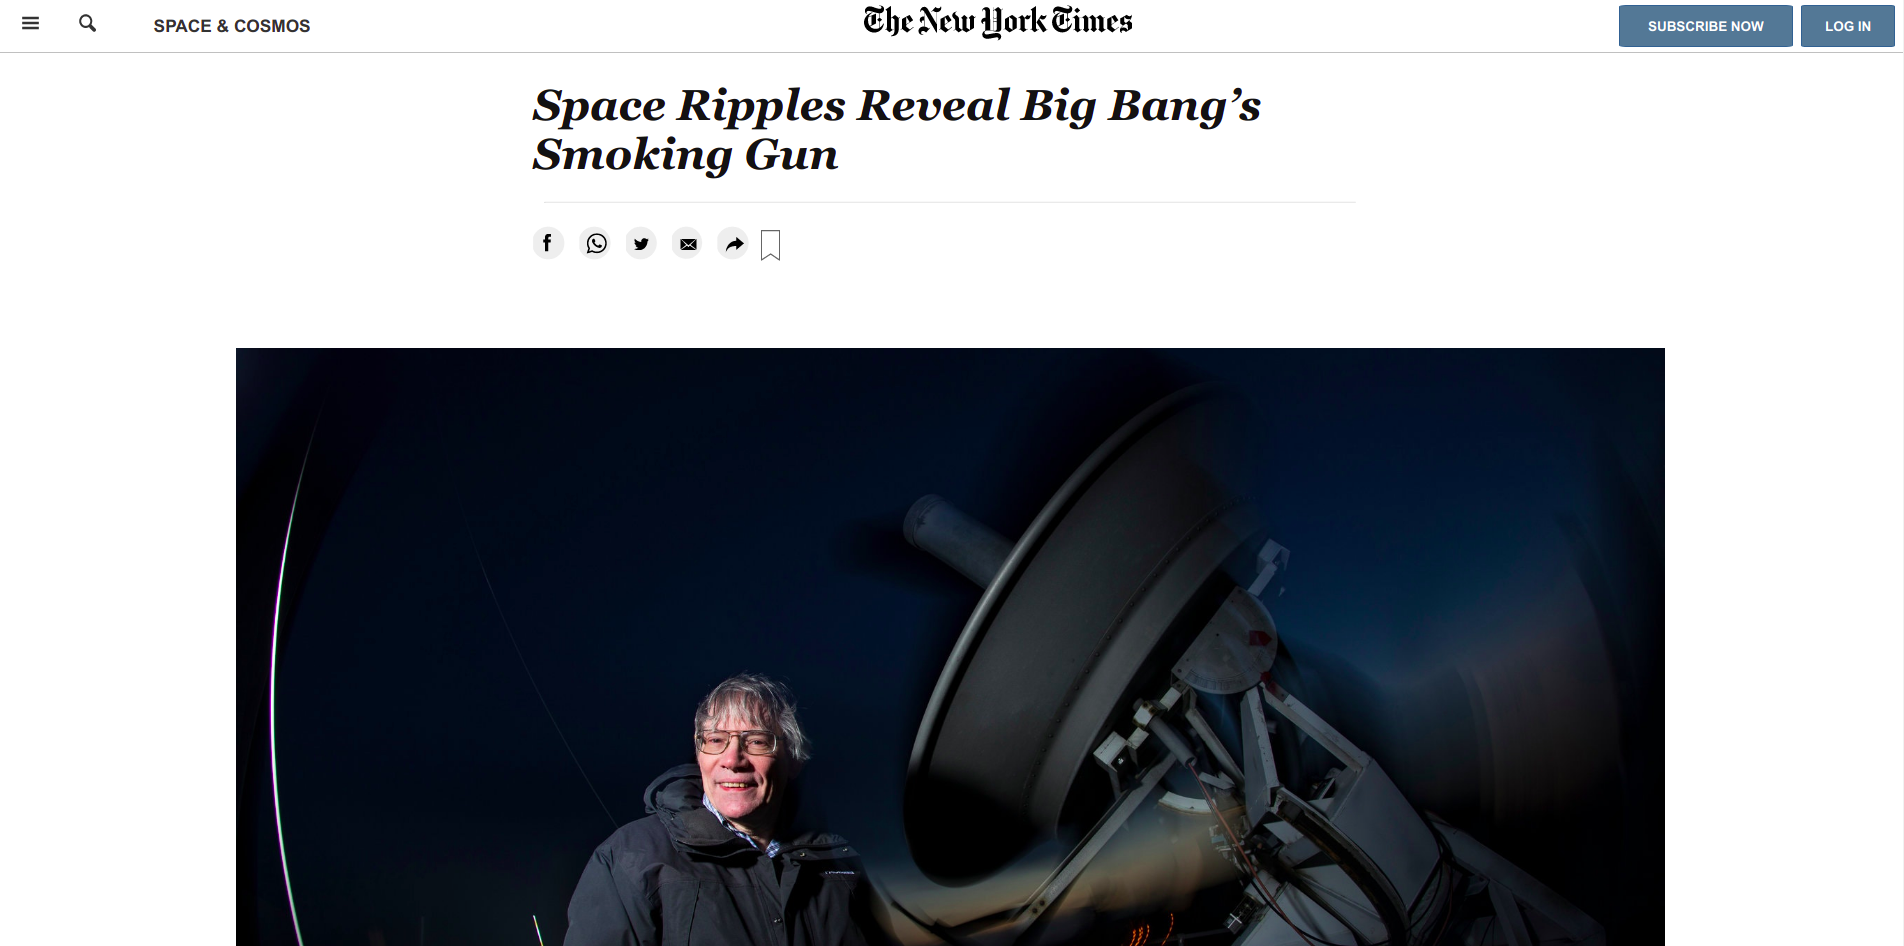 SPACE & COSMOS
The New York Times
SUBSCRIBE NOW
LOG IN
Space Ripples Reveal Big Bang’s
Smoking Gun